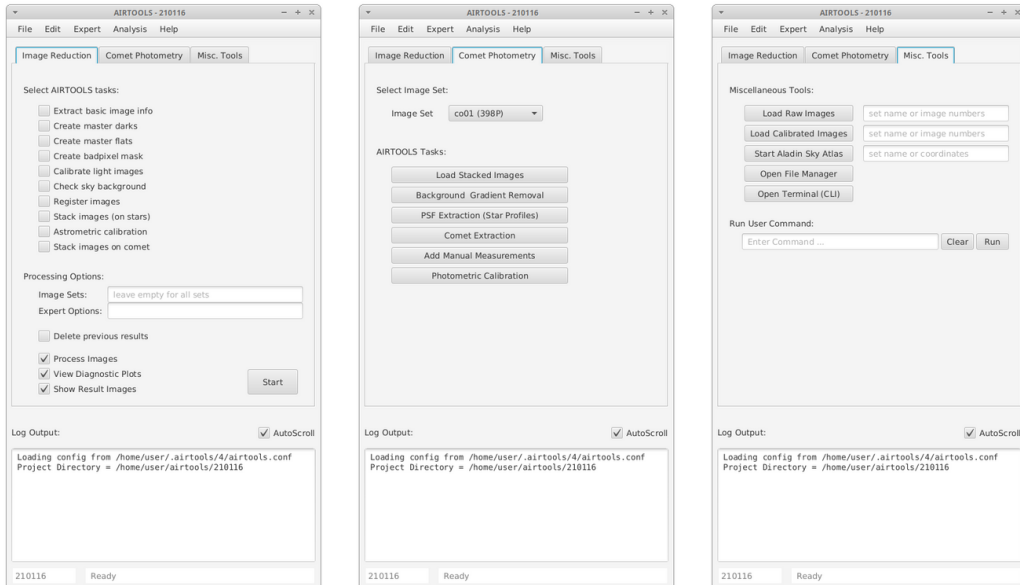 AIRTOOLS - 210116
File Edit Expert Analysis Help
Image Reduction Comet Photometry Misc. Tools
Select AIRTOOLS tasks:
Extract basic image info
Create master darks
Create master flats
Create badpixel mask
Calibrate light images
Check sky background
Register images
Stack images (on stars)
Astrometric calibration
Stack images on comet
Processing Options:
Image Sets: leave empty for all sets
Expert Options:
Delete previous results
Process Images
View Diagnostic Plots
Show Result Images
Start
Log Output: AutoScroll
Loading config from /home/user/.airtools/4/airtools.conf
Project Directory = /home/user/airtools/210116
210116 Ready
AIRTOOLS - 210116
File Edit Expert Analysis Help
Image Reduction Comet Photometry Misc. Tools
Select Image Set:
Image Set co01 (398P)
AIRTOOLS Tasks:
Load Stacked Images
Background Gradient Removal
PSF Extraction (Star Profiles)
Comet Extraction
Add Manual Measurements
Photometric Calibration
Log Output: AutoScroll
Loading config from /home/user/.airtools/4/airtools.conf
Project Directory = /home/user/airtools/210116
210116 Ready
AIRTOOLS - 210116
File Edit Expert Analysis Help
Image Reduction Comet Photometry Misc. Tools
Miscellaneous Tools:
Load Raw Images set name or image numbers
Load Calibrated Images set name or image numbers
Start Aladin Sky Atlas set name or coordinates
Open File Manager
Open Terminal (CLI)
Run User Command:
Enter Command ... Clear Run
Log Output: AutoScroll
Loading config from /home/user/.airtools/4/airtools.conf
Project Directory = /home/user/airtools/210116
210116 Ready